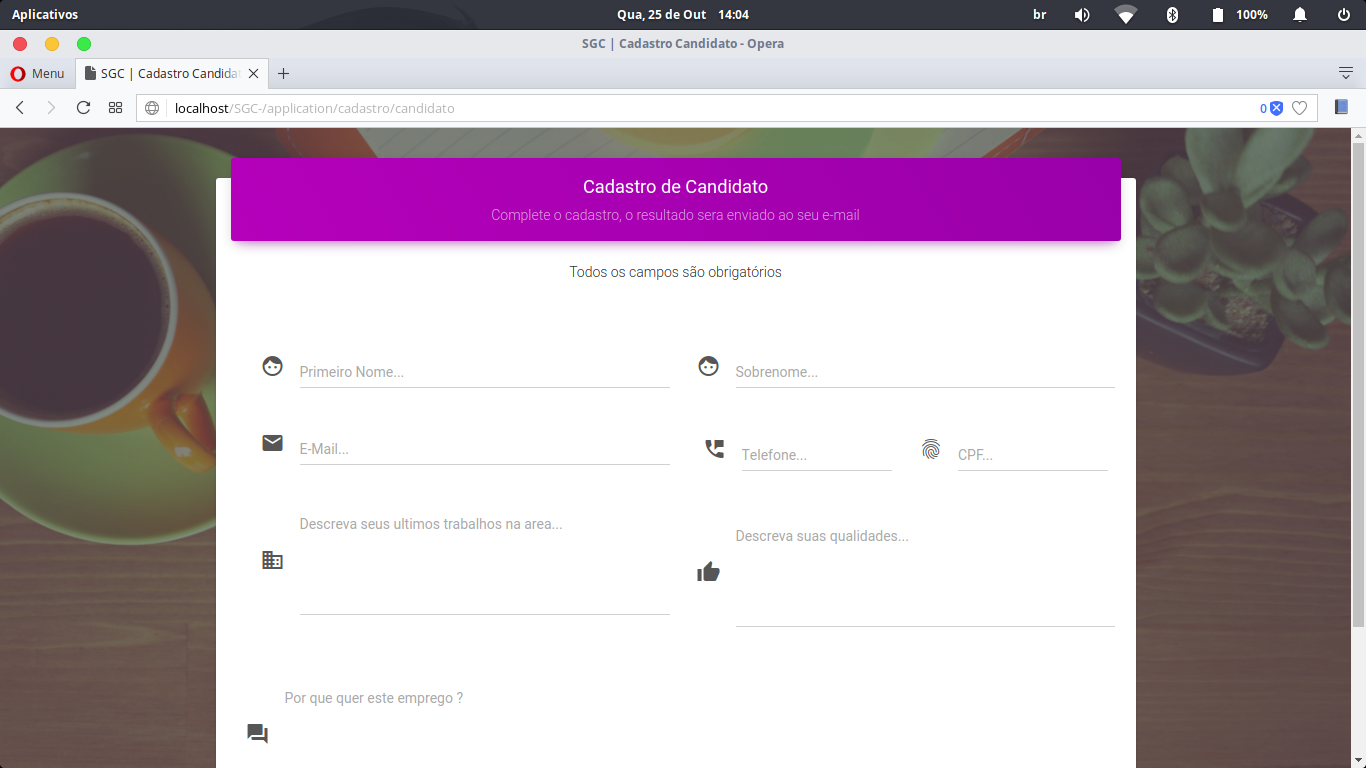 Aplicativos
Qua, 25 de Out 14:04
br
100%
SGC | Cadastro Candidato - Opera
Menu
SGC | Cadastro Candida
localhost/SGC-/application/cadastro/candidato
0
Cadastro de Candidato
Complete o cadastro, o resultado sera enviado ao seu e-mail
Todos os campos são obrigatórios
Primeiro Nome...
Sobrenome...
E-Mail...
Telefone...
CPF...
Descreva seus ultimos trabalhos na area...
Descreva suas qualidades...
Por que quer este emprego ?